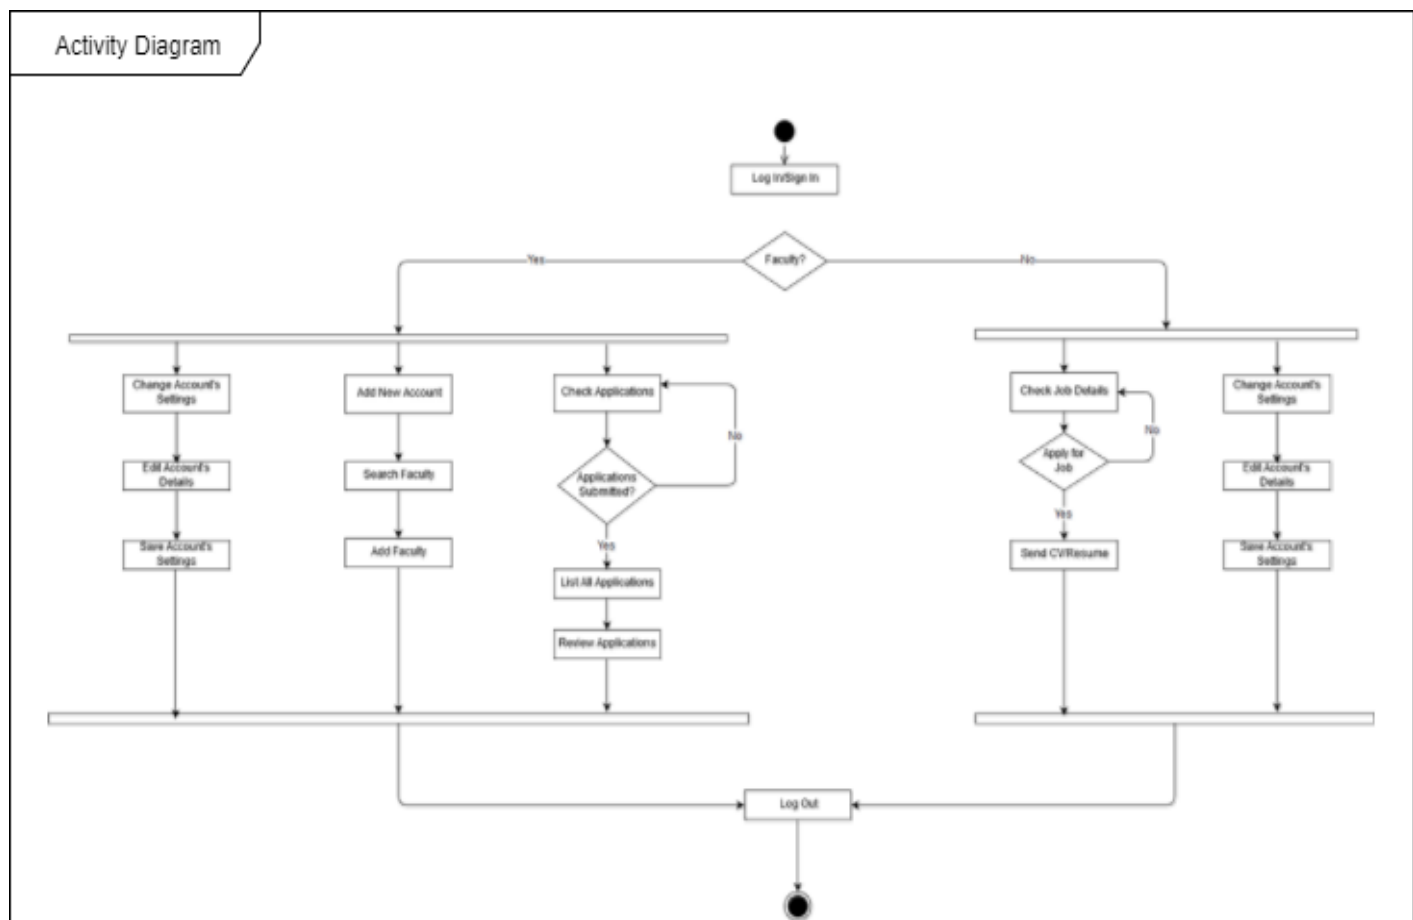 Activity Diagram
Log In/Sign In
Faculty?
Yes
No
Change Account's
Settings
Add New Account
Check Applications
Check Job Details
Change Account's
Settings
No
No
Edit Account's
Details
Search Faculty
Applications
Submitted?
Apply for
Job
Edit Account's
Details
Yes
Yes
Save Account's
Settings
Add Faculty
Send CV/Resume
Save Account's
Settings
List All Applications
Review Applications
Log Out